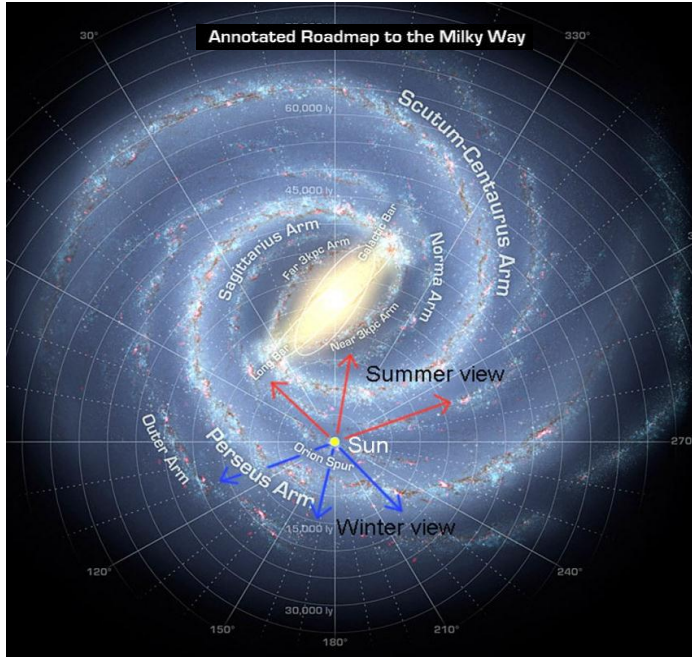 Annotated Roadmap to the Milky Way
30°
330°
60,000 ly
Scutum-Centaurus Arm
45,000 ly
Sagittarius Arm
Far 3kpc Arm
Galactic Bar
Norma Arm
Near 3kpc Arm
Long Bar
Summer view
Sun
270
Outer Arm
Perseus Arm
Orion Spur
15,000 ly
Winter view
120°
240°
30,000 ly
150°
210°
180°